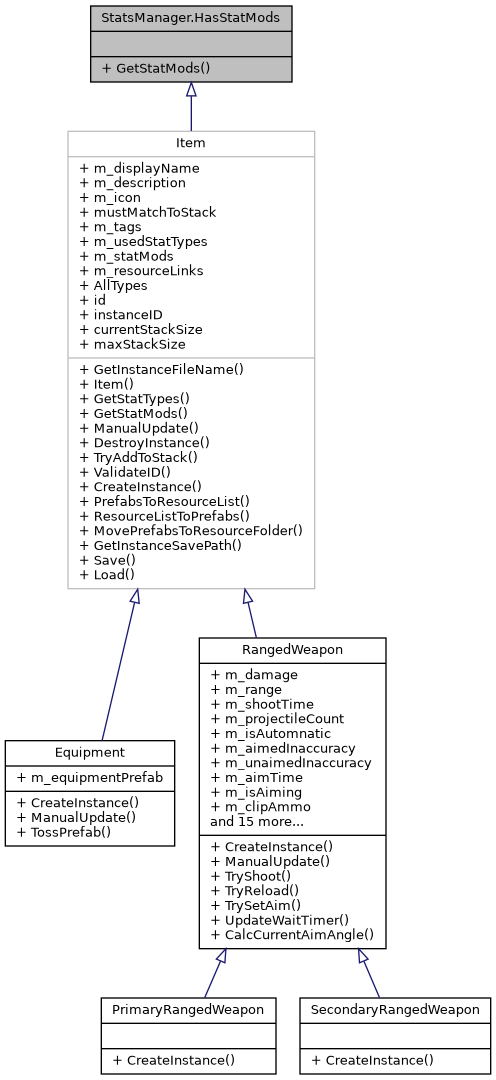 StatsManager.HasStatMods
+ GetStatMods()
Item
+ m_displayName
+ m_description
+ m_icon
+ mustMatchToStack
+ m_tags
+ m_usedStatTypes
+ m_statMods
+ m_resourceLinks
+ AllTypes
+ id
+ instanceID
+ currentStackSize
+ maxStackSize
+ GetInstanceFileName()
+ Item()
+ GetStatTypes()
+ GetStatMods()
+ ManualUpdate()
+ DestroyInstance()
+ TryAddToStack()
+ ValidateID()
+ CreateInstance()
+ PrefabsToResourceList()
+ ResourceListToPrefabs()
+ MovePrefabsToResourceFolder()
+ GetInstanceSavePath()
+ Save()
+ Load()
Equipment
+ m_equipmentPrefab
+ CreateInstance()
+ ManualUpdate()
+ TossPrefab()
RangedWeapon
+ m_damage
+ m_range
+ m_shootTime
+ m_projectileCount
+ m_isAutomnatic
+ m_aimedInaccuracy
+ m_unaimedInaccuracy
+ m_aimTime
+ m_isAiming
+ m_clipAmmo
and 15 more...
+ CreateInstance()
+ ManualUpdate()
+ TryShoot()
+ TryReload()
+ TrySetAim()
+ UpdateWaitTimer()
+ CalcCurrentAimAngle()
PrimaryRangedWeapon
+ CreateInstance()
SecondaryRangedWeapon
+ CreateInstance()